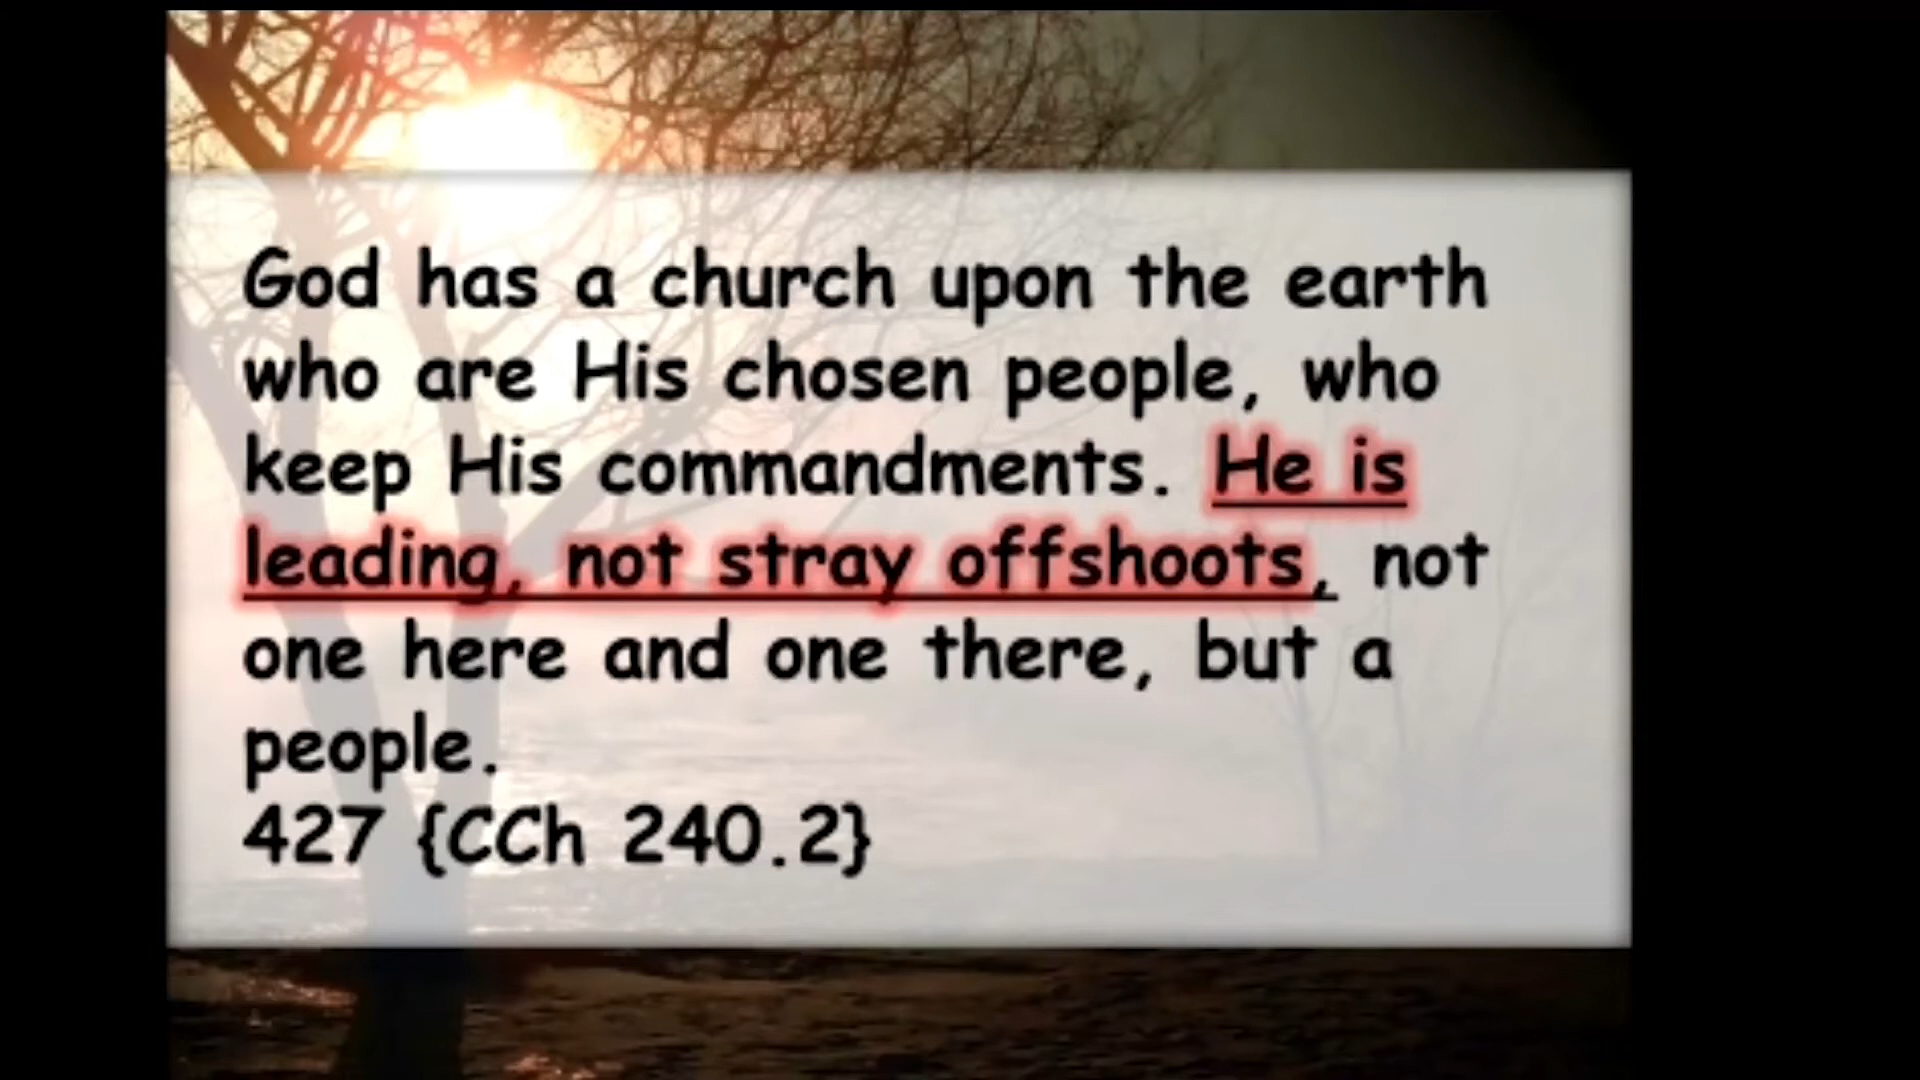 God has a church upon the earth
who are His chosen people, who
keep His commandments. He is
leading, not stray offshoots, not
one here and one there, but a
people.
427 {CCh 240.2}